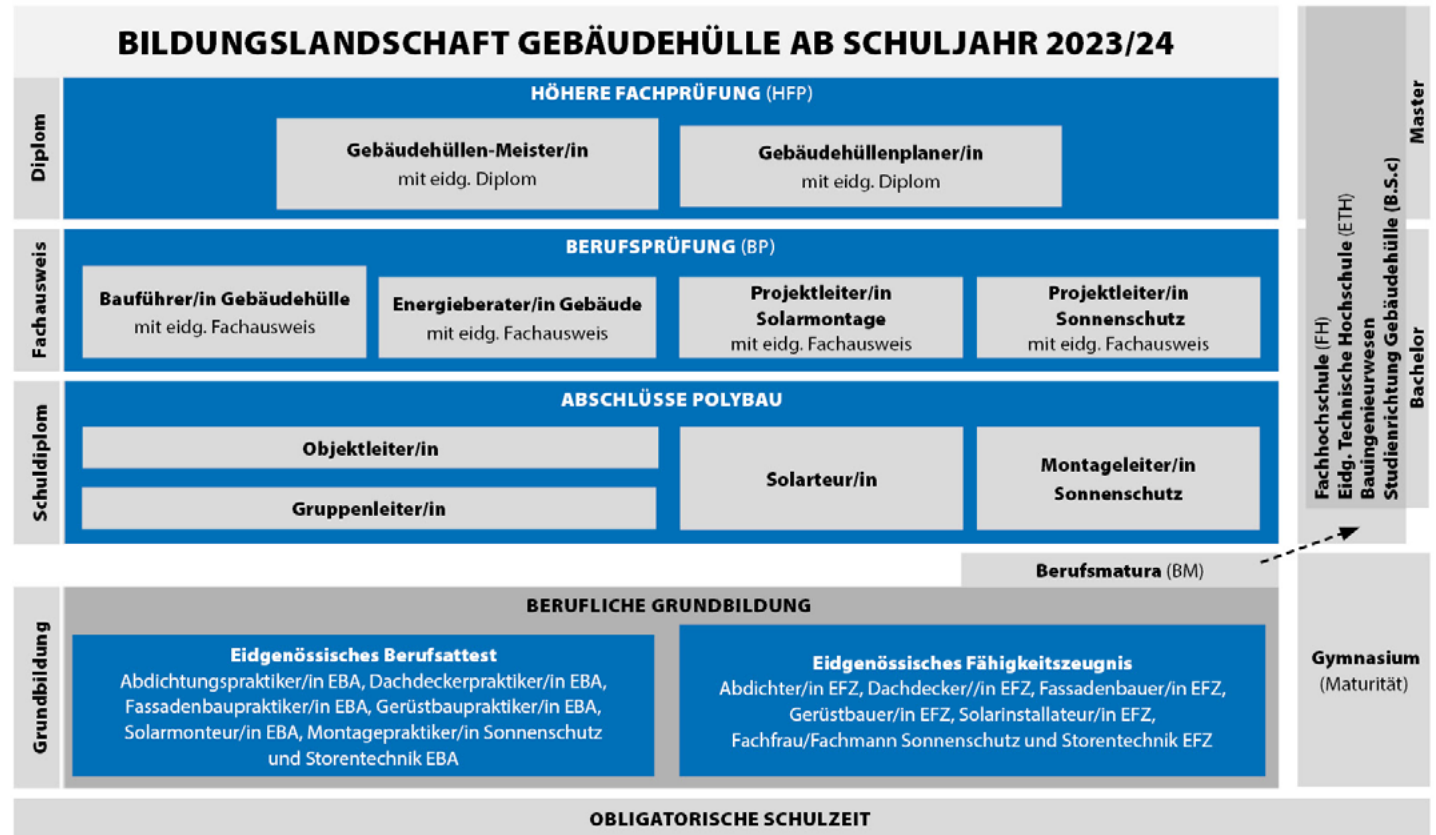 BILDUNGSLANDSCHAFT GEBÄUDEHÜLLE AB SCHULJAHR 2023/24
Diplom
HÖHERE FACHPRÜFUNG (HFP)
Gebäudehüllen-Meister/in
mit eidg. Diplom
Gebäudehüllenplaner/in
mit eidg. Diplom
Fachausweis
BERUFSPRÜFUNG (BP)
Bauführer/in Gebäudehülle
mit eidg. Fachausweis
Energieberater/in Gebäude
mit eidg. Fachausweis
Projektleiter/in
Solarmontage
mit eidg. Fachausweis
Projektleiter/in
Sonnenschutz
mit eidg. Fachausweis
Schuldiplom
ABSCHLÜSSE POLYBAU
Objektleiter/in
Gruppenleiter/in
Solarteur/in
Montageleiter/in
Sonnenschutz
Berufsmatura (BM)
Grundbildung
BERUFLICHE GRUNDBILDUNG
Eidgenössisches Berufsattest
Abdichtungspraktiker/in EBA, Dachdeckerpraktiker/in EBA,
Fassadenbaupraktiker/in EBA, Gerüstbaupraktiker/in EBA,
Solarmonteur/in EBA, Montagepraktiker/in Sonnenschutz
und Storentechnik EBA
Eidgenössisches Fähigkeitszeugnis
Abdichter/in EFZ, Dachdecker//in EFZ, Fassadenbauer/in EFZ,
Gerüstbauer/in EFZ, Solarinstallateur/in EFZ,
Fachfrau/Fachmann Sonnenschutz und Storentechnik EFZ
Fachhochschule (FH)
Eidg. Technische Hochschule (ETH)
Bauingenieurwesen
Studienrichtung Gebäudehülle (B.S.c)
Master
Bachelor
Gymnasium
(Maturität)
OBLIGATORISCHE SCHULZEIT